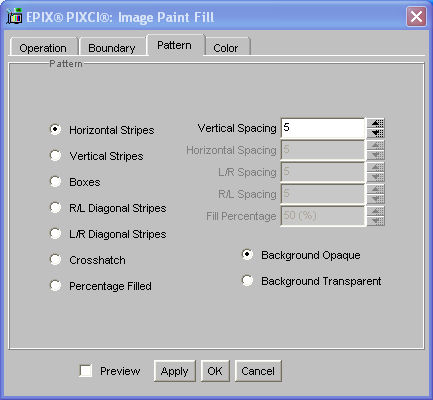 EPIX® PIXCI®: Image Paint Fill
Operation Boundary Pattern Color
Pattern
Horizontal Stripes Vertical Spacing 5
Vertical Stripes Horizontal Spacing 5
Boxes L/R Spacing 5
R/L Diagonal Stripes R/L Spacing 5
L/R Diagonal Stripes Fill Percentage 50 (%)
Crosshatch Background Opaque
Percentage Filled Background Transparent
Preview Apply OK Cancel